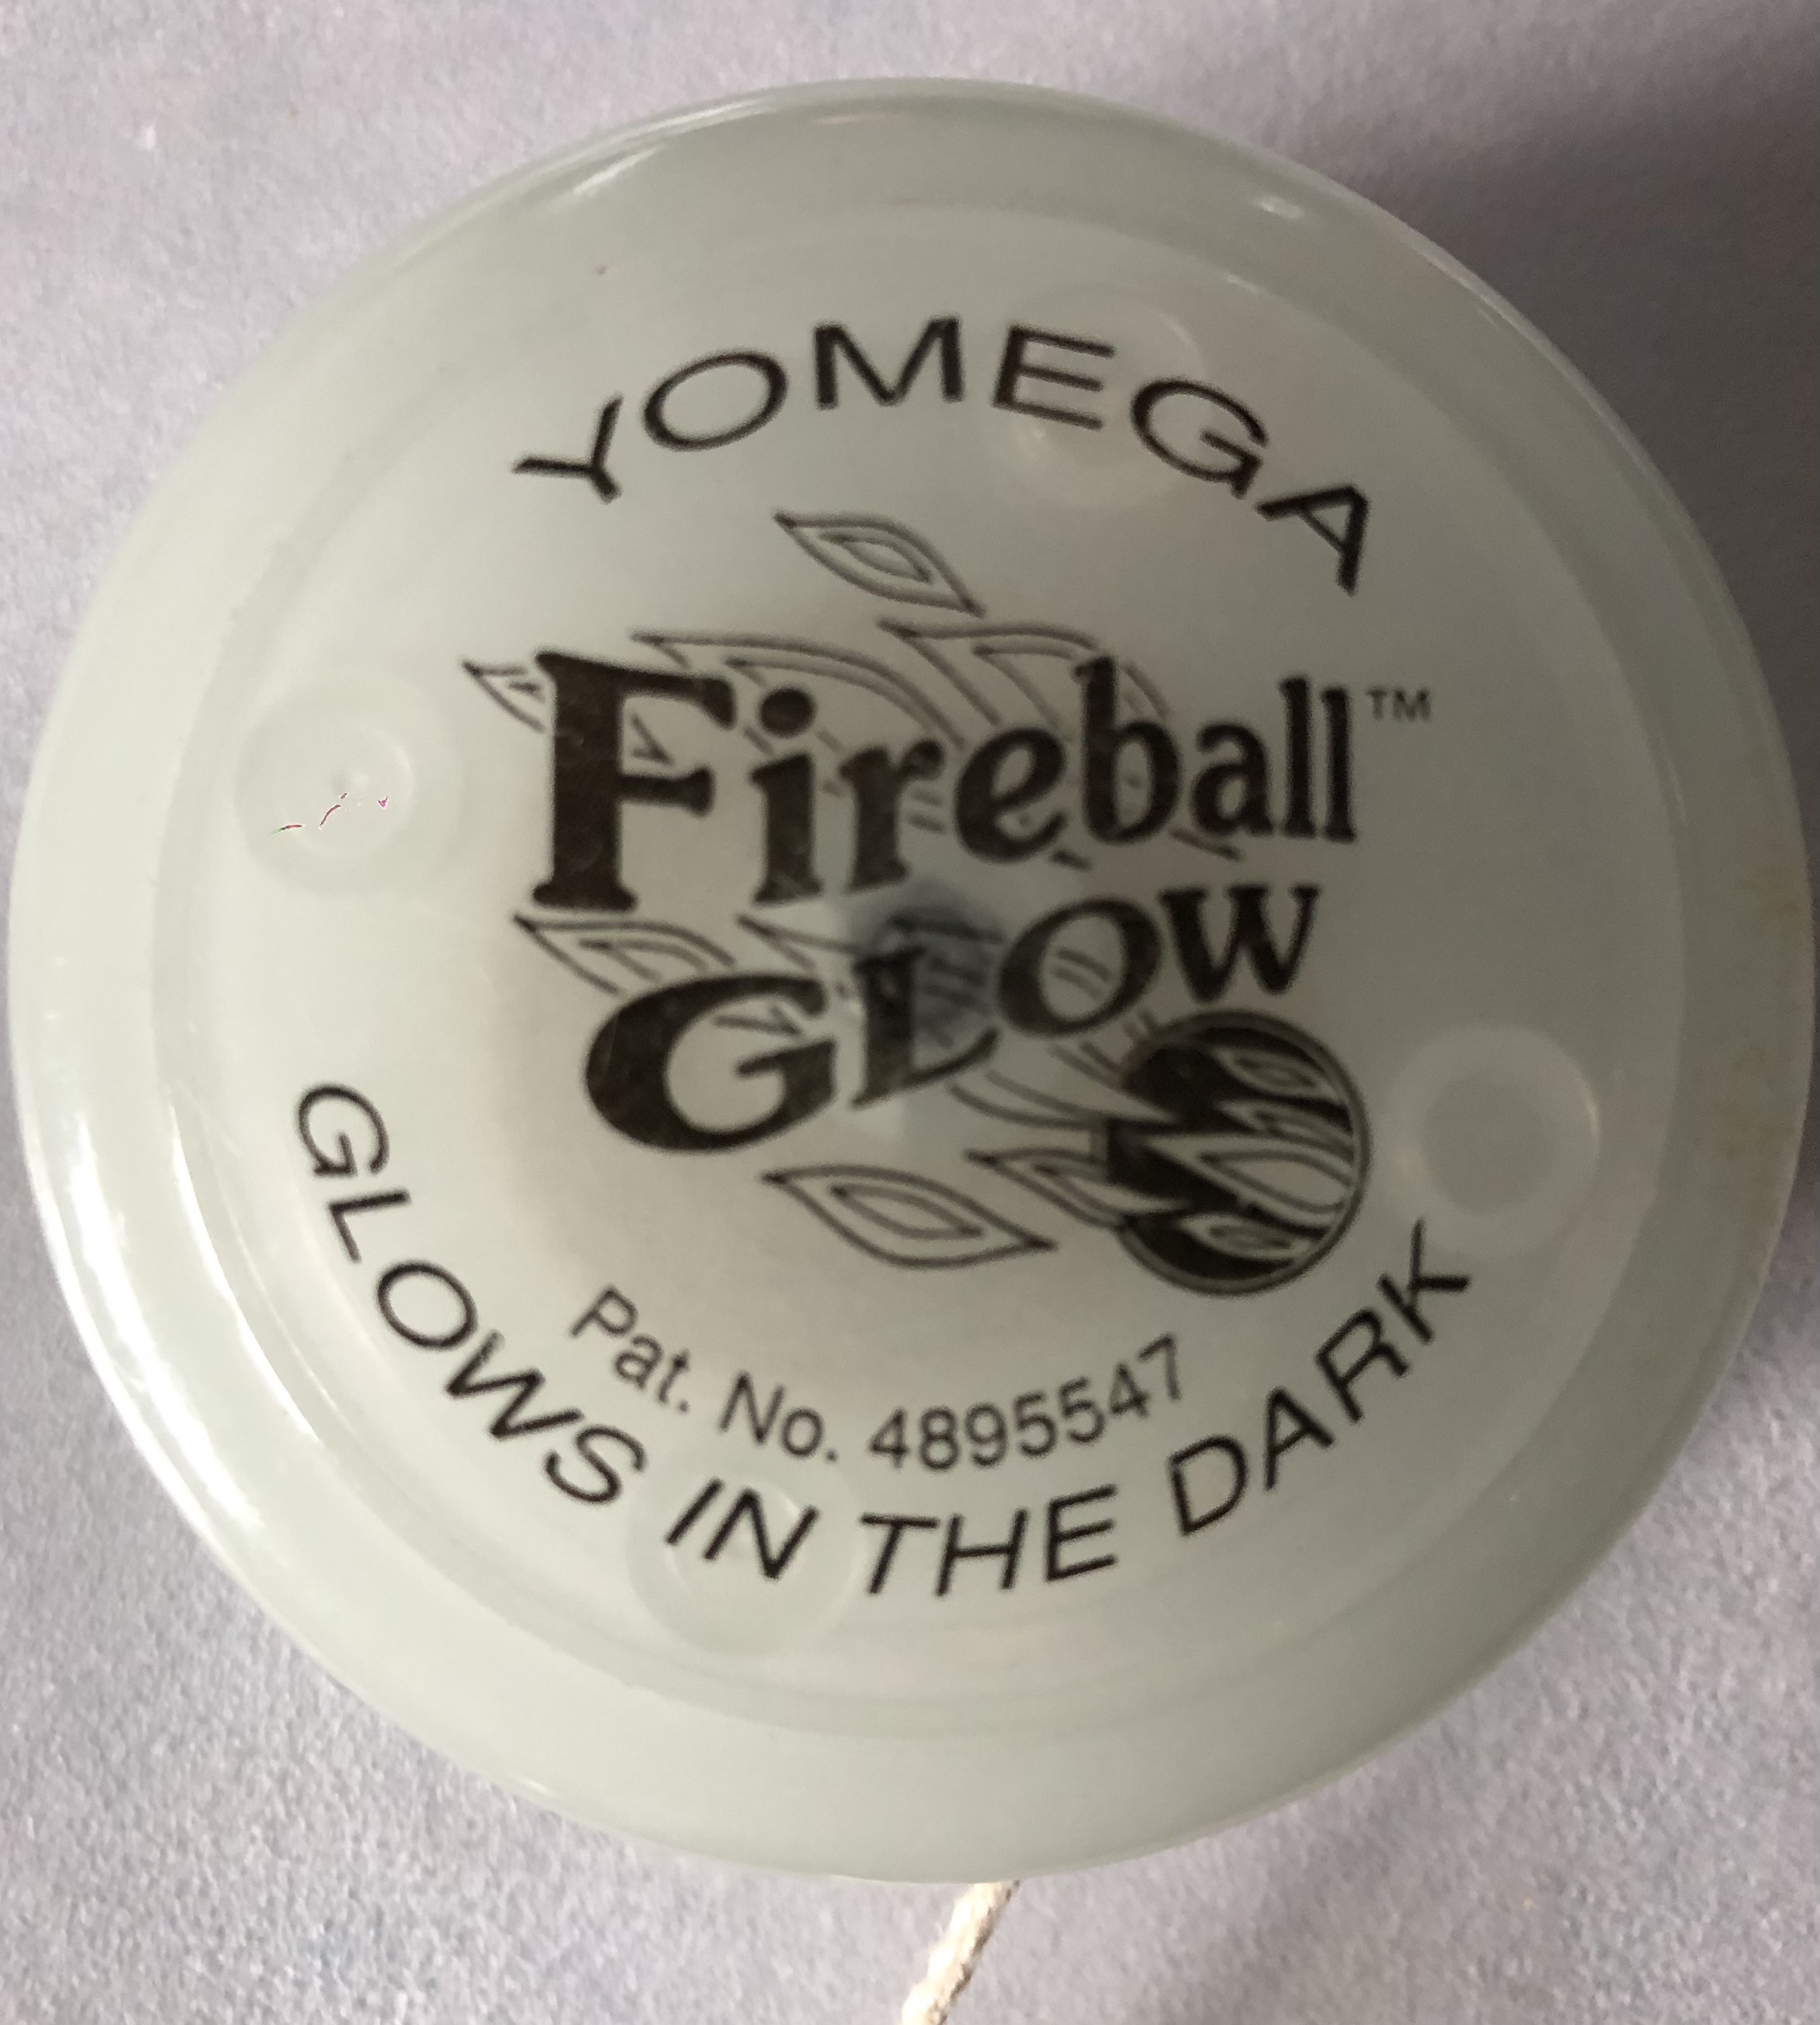 YOMEGA
Fireball™
GLOW
Pat. No. 4895547
GLOWS IN THE DARK